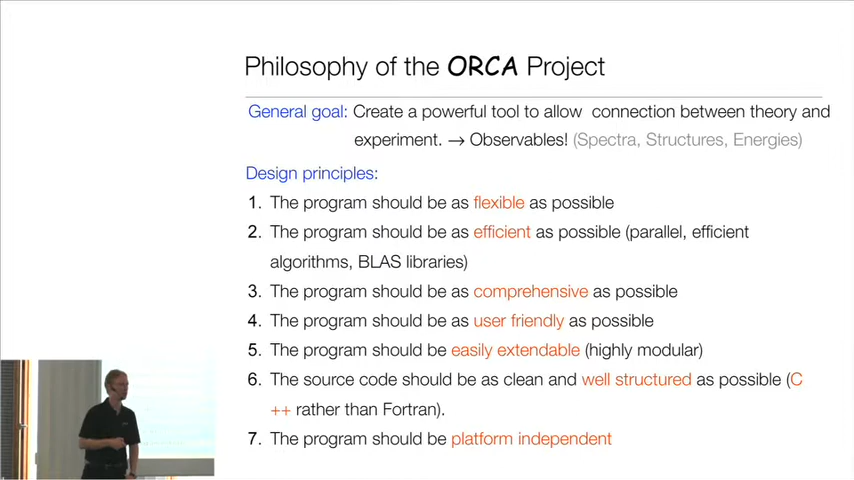 Philosophy of the ORCA Project
General goal: Create a powerful tool to allow connection between theory and
experiment. → Observables! (Spectra, Structures, Energies)
Design principles:
1. The program should be as flexible as possible
2. The program should be as efficient as possible (parallel, efficient
algorithms, BLAS libraries)
3. The program should be as comprehensive as possible
4. The program should be as user friendly as possible
5. The program should be easily extendable (highly modular)
6. The source code should be as clean and well structured as possible (C
++ rather than Fortran).
7. The program should be platform independent